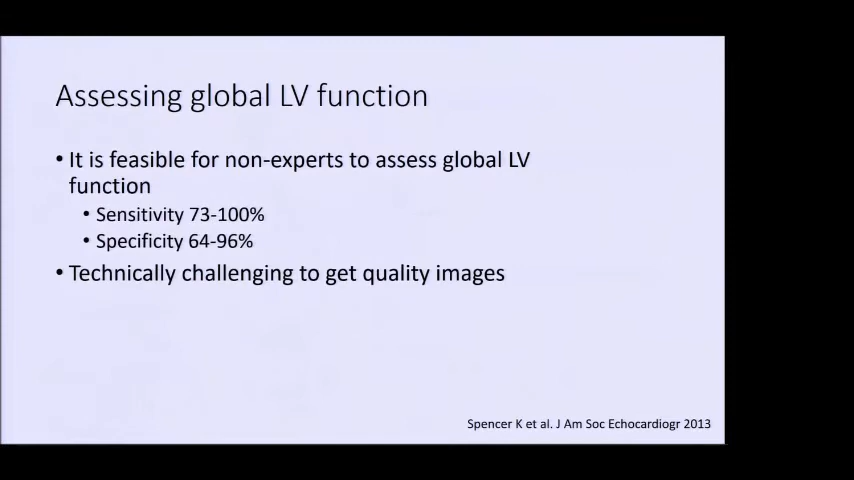 Assessing global LV function
• It is feasible for non-experts to assess global LV
function
• Sensitivity 73-100%
• Specificity 64-96%
• Technically challenging to get quality images
Spencer K et al. J Am Soc Echocardiogr 2013